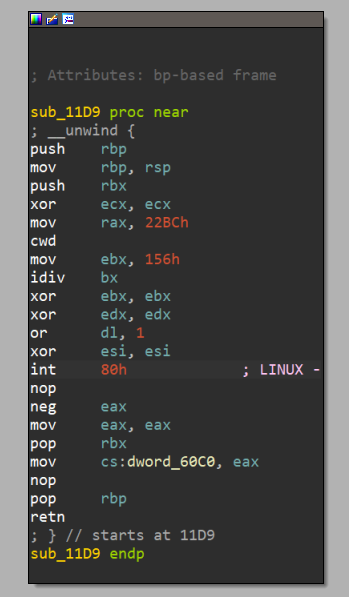 ; Attributes: bp-based frame
sub_11D9 proc near
; __unwind {
push rbp
mov rbp, rsp
push rbx
xor ecx, ecx
mov rax, 22BCh
cwd
mov ebx, 156h
idiv bx
xor ebx, ebx
xor edx, edx
or dl, 1
xor esi, esi
int 80h ; LINUX -
nop
neg eax
mov eax, eax
pop rbx
mov cs:dword_60C0, eax
nop
pop rbp
retn
; } // starts at 11D9
sub_11D9 endp